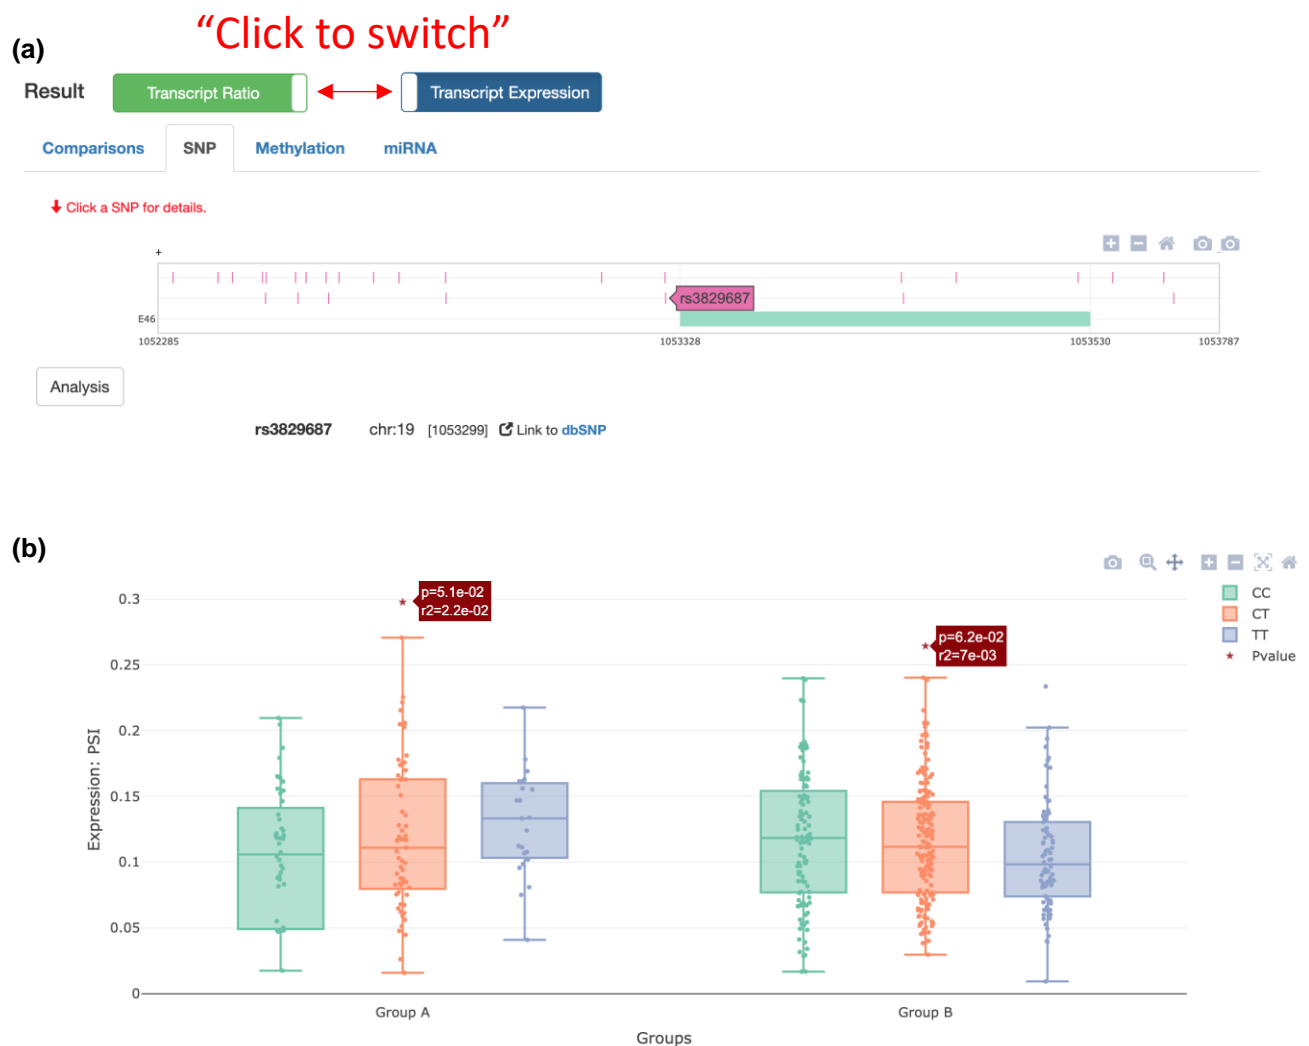 “Click to switch”
(a)
Result
Transcript Ratio
Transcript Expression
Comparisons
SNP
Methylation
miRNA
Click a SNP for details.
+
rs3829687
E46
1052285
1053328
1053530
1053787
Analysis
rs3829687 chr:19 [1053299] Link to dbSNP
(b)
p=5.1e-02
r2=2.2e-02
p=6.2e-02
r2=7e-03
CC
CT
TT
Pvalue
Expression: PSI
0.3
0.25
0.2
0.15
0.1
0.05
0
Group A
Group B
Groups